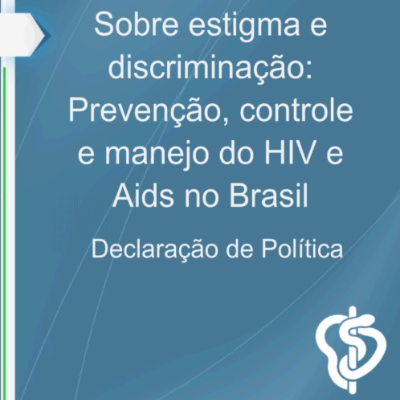 Sobre estigma e
discriminação:
Prevenção, controle
e manejo do HIV e
Aids no Brasil
Declaração de Política